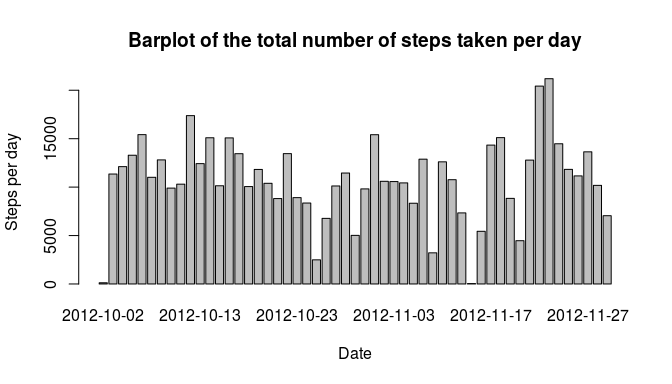 Barplot of the total number of steps taken per day
Steps per day
15000
5000
0
2012-10-02 2012-10-13 2012-10-23 2012-11-03 2012-11-17 2012-11-27
Date